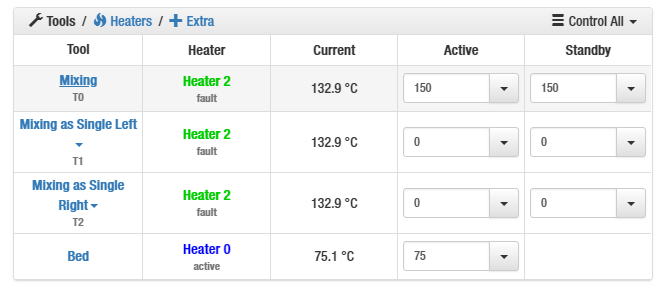 Tools / Heaters / Extra Control All
Tool Heater Current Active Standby
Mixing Heater 2 132.9 °C 150 150
T0 fault
Mixing as Single Left Heater 2 132.9 °C 0 0
T1 fault
Mixing as Single
Right Heater 2 132.9 °C 0 0
T2 fault
Bed Heater 0 75.1 °C 75
active